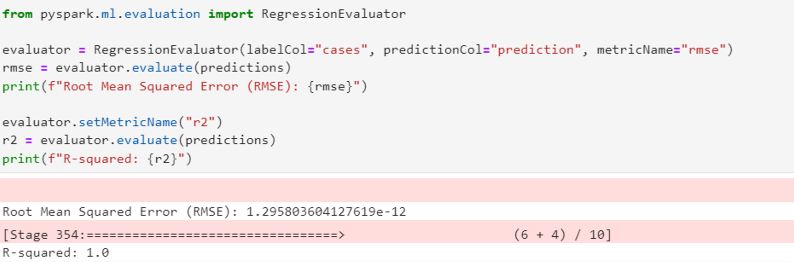 from pyspark.ml.evaluation import RegressionEvaluator
evaluator = RegressionEvaluator(labelCol="cases", predictionCol="prediction", metricName="rmse")
rmse = evaluator.evaluate(predictions)
print(f"Root Mean Squared Error (RMSE): {rmse}")
evaluator.setMetricName("r2")
r2 = evaluator.evaluate(predictions)
print(f"R-squared: {r2}")
Root Mean Squared Error (RMSE): 1.295803604127619e-12
[Stage 354:=================================>                      (6 + 4) / 10]
R-squared: 1.0